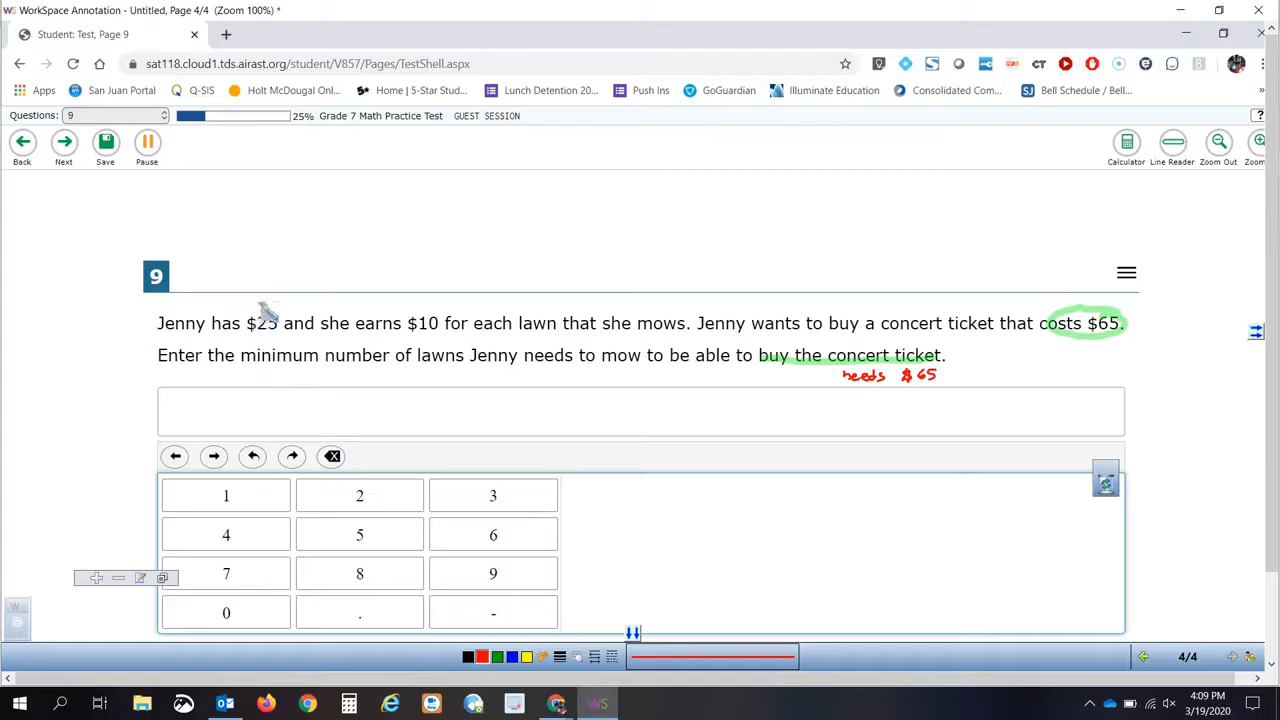 WorkSpace Annotation - Untitled, Page 4/4 (Zoom 100%) *
Student: Test, Page 9
sat118.cloud1.tds.airast.org/student/V857/Pages/TestShell.aspx
Apps San Juan Portal Q-SIS Holt McDougal Onl... Home | 5-Star Stud... Lunch Detention 20... Push Ins GoGuardian Illuminate Education Consolidated Com... Bell Schedule / Bel...
Questions: 9 25% Grade 7 Math Practice Test GUEST SESSION
Back Next Save Pause Calculator Line Reader Zoom Out Zoom
9
Jenny has $25 and she earns $10 for each lawn that she mows. Jenny wants to buy a concert ticket that costs $65.
Enter the minimum number of lawns Jenny needs to mow to be able to buy the concert ticket.
needs $65
1 2 3
4 5 6
7 8 9
0 . -
4/4
4:09 PM
3/19/2020